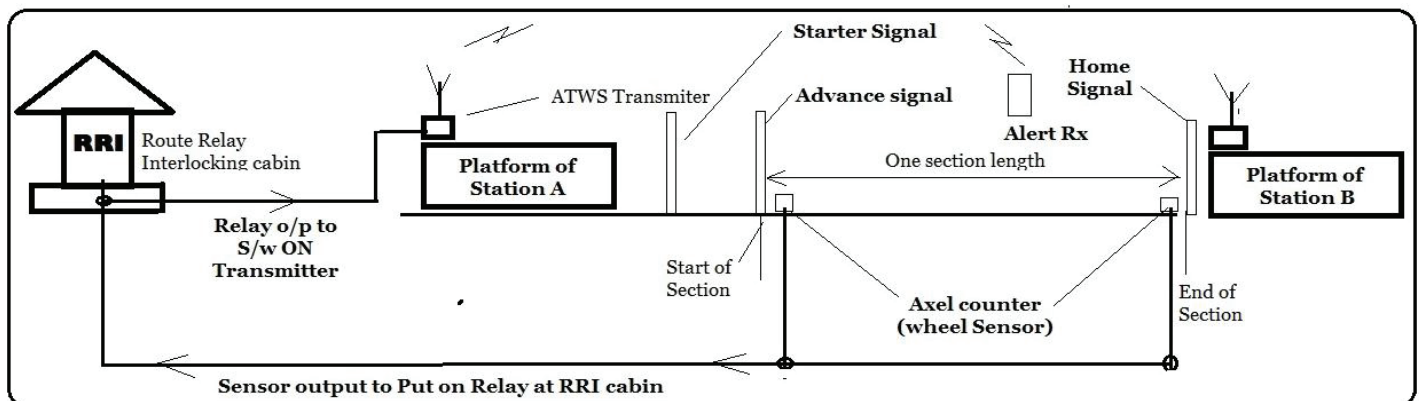 Starter Signal
Home
Signal
ATWS Transmiter
Advance signal
RRI
Route Relay
Interlocking cabin
Alert Rx
Platform of
Station A
One section length
Platform of
Station B
Relay o/p to
S/w ON
Transmitter
Start of
Section
Axel counter
(wheel Sensor)
End of
Section
Sensor output to Put on Relay at RRI cabin